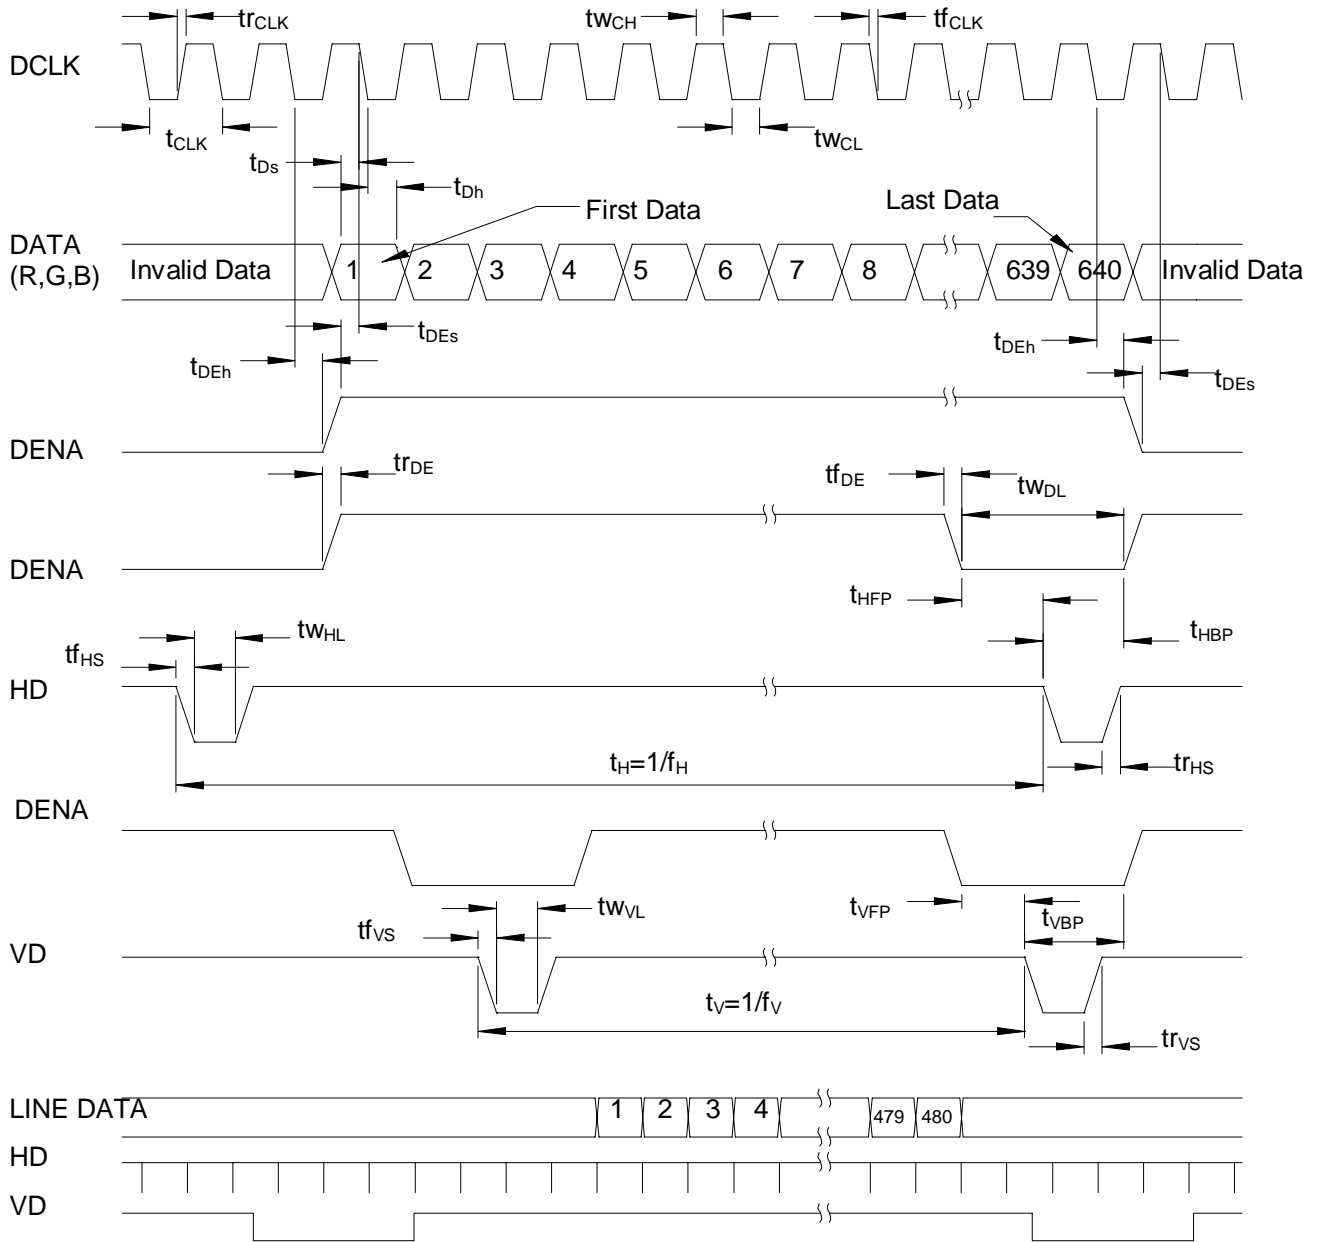 trCLK twCH tfCLK
DCLK
tCLK twCL
tDs
tDh
First Data Last Data
DATA
(R,G,B) Invalid Data 1 2 3 4 5 6 7 8 639 640 Invalid Data
tDEs tDEh
tDEh tDEs
DENA
trDE tfDE twDL
DENA
tHFP
twHL tHBP
tfHS
HD
tH=1/fH trHS
DENA
twVL tVFP tVBP
tfVS
VD
tV=1/fV
trVS
LINE DATA 1 2 3 4 479 480
HD
VD